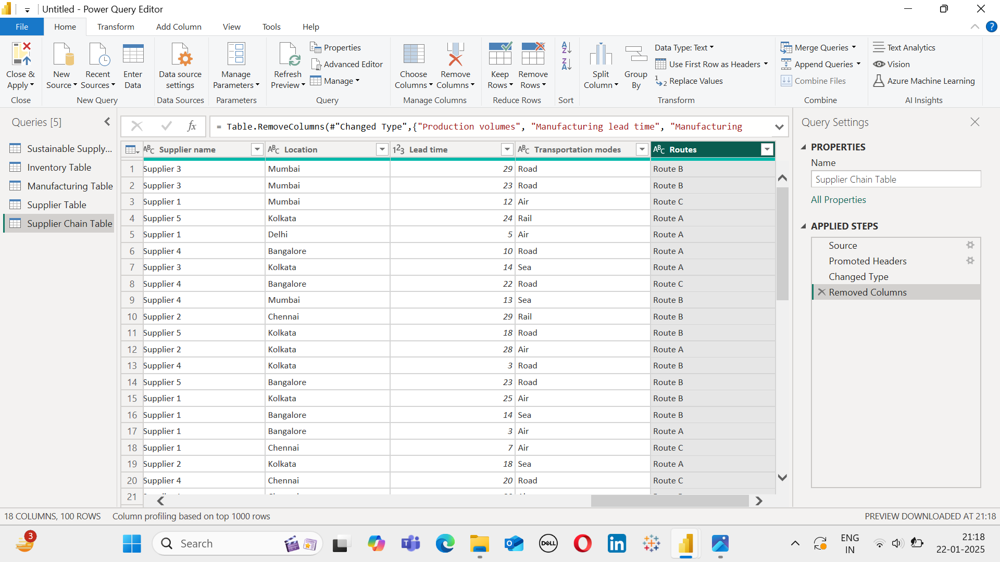 Untitled - Power Query Editor
File Home Transform Add Column View Tools Help
Close & Apply
New Source
Recent Sources
Enter Data
Data source settings
Manage Parameters
Refresh Preview
Properties
Advanced Editor
Manage
Choose Columns
Remove Columns
Keep Rows
Remove Rows
Split Column
Group By
Data Type: Text
Use First Row as Headers
Replace Values
Merge Queries
Append Queries
Combine Files
Text Analytics
Vision
Azure Machine Learning
Close New Query Data Sources Parameters Query Manage Columns Reduce Rows Sort Transform Combine AI Insights
Queries [5]
Sustainable Supply...
Inventory Table
Manufacturing Table
Supplier Table
Supplier Chain Table
fx = Table.RemoveColumns(#"Changed Type",{"Production volumes", "Manufacturing lead time", "Manufacturing
ABC Supplier name ABC Location 123 Lead time ABC Transportation modes ABC Routes
1 Supplier 3 Mumbai 29 Road Route B
2 Supplier 3 Mumbai 23 Road Route B
3 Supplier 1 Mumbai 12 Air Route C
4 Supplier 5 Kolkata 24 Rail Route A
5 Supplier 1 Delhi 5 Air Route A
6 Supplier 4 Bangalore 10 Road Route A
7 Supplier 3 Kolkata 14 Sea Route A
8 Supplier 4 Bangalore 22 Road Route C
9 Supplier 4 Mumbai 13 Sea Route B
10 Supplier 2 Chennai 29 Rail Route B
11 Supplier 5 Kolkata 18 Road Route B
12 Supplier 2 Kolkata 28 Air Route A
13 Supplier 4 Kolkata 3 Road Route B
14 Supplier 5 Bangalore 23 Road Route B
15 Supplier 1 Kolkata 25 Air Route B
16 Supplier 1 Bangalore 14 Sea Route B
17 Supplier 1 Bangalore 3 Air Route A
18 Supplier 1 Chennai 7 Air Route C
19 Supplier 2 Kolkata 18 Sea Route A
20 Supplier 4 Chennai 20 Road Route C
21
Query Settings
PROPERTIES
Name
Supplier Chain Table
All Properties
APPLIED STEPS
Source
Promoted Headers
Changed Type
Removed Columns
18 COLUMNS, 100 ROWS Column profiling based on top 1000 rows PREVIEW DOWNLOADED AT 21:18
3
Search
DELL
ENG
IN
21:18
22-01-2025